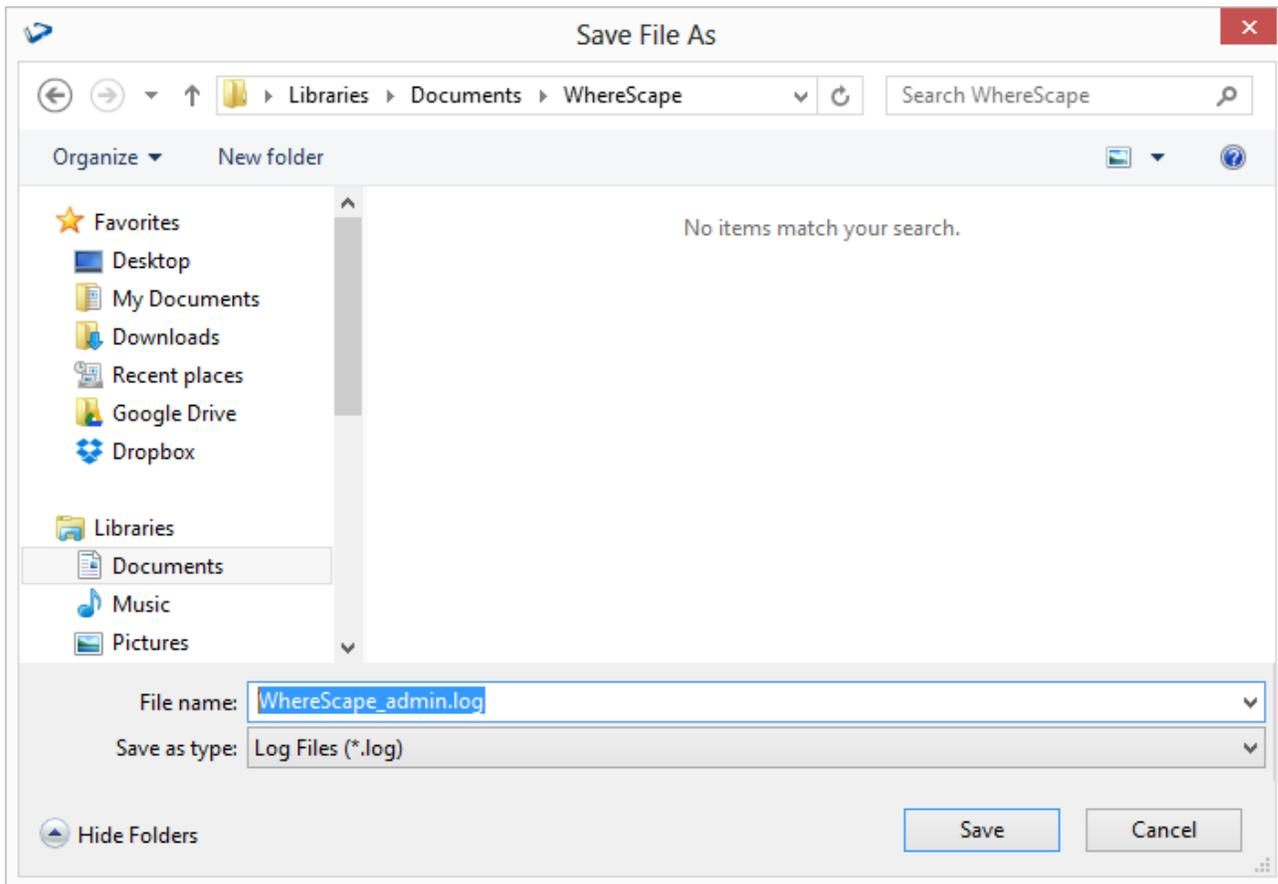 Save File As
Libraries Documents WhereScape
Search WhereScape
Organize
New folder
Favorites
Desktop
My Documents
Downloads
Recent places
Google Drive
Dropbox
Libraries
Documents
Music
Pictures
No items match your search.
File name: WhereScape_admin.log
Save as type: Log Files (*.log)
Hide Folders
Save
Cancel